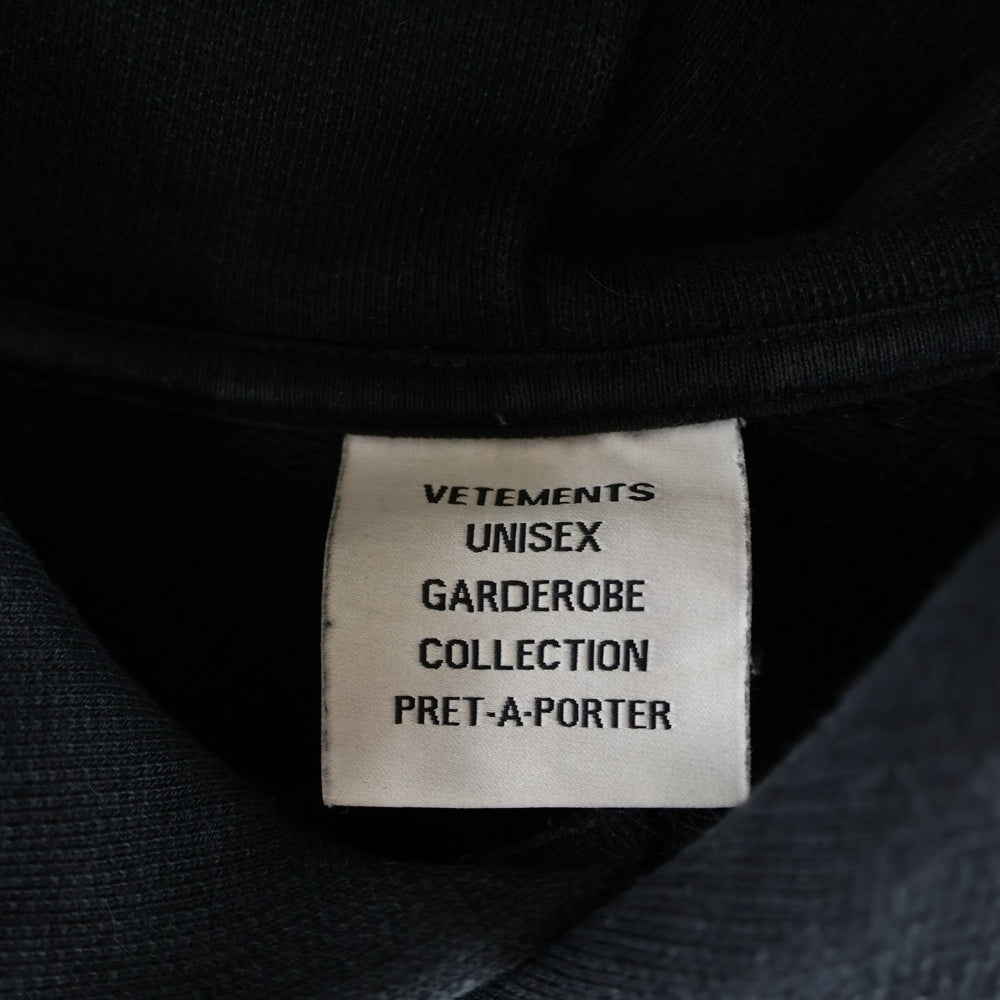 VETEMENTS
UNISEX
GARDEROBE
COLLECTION
PRET-A-PORTER